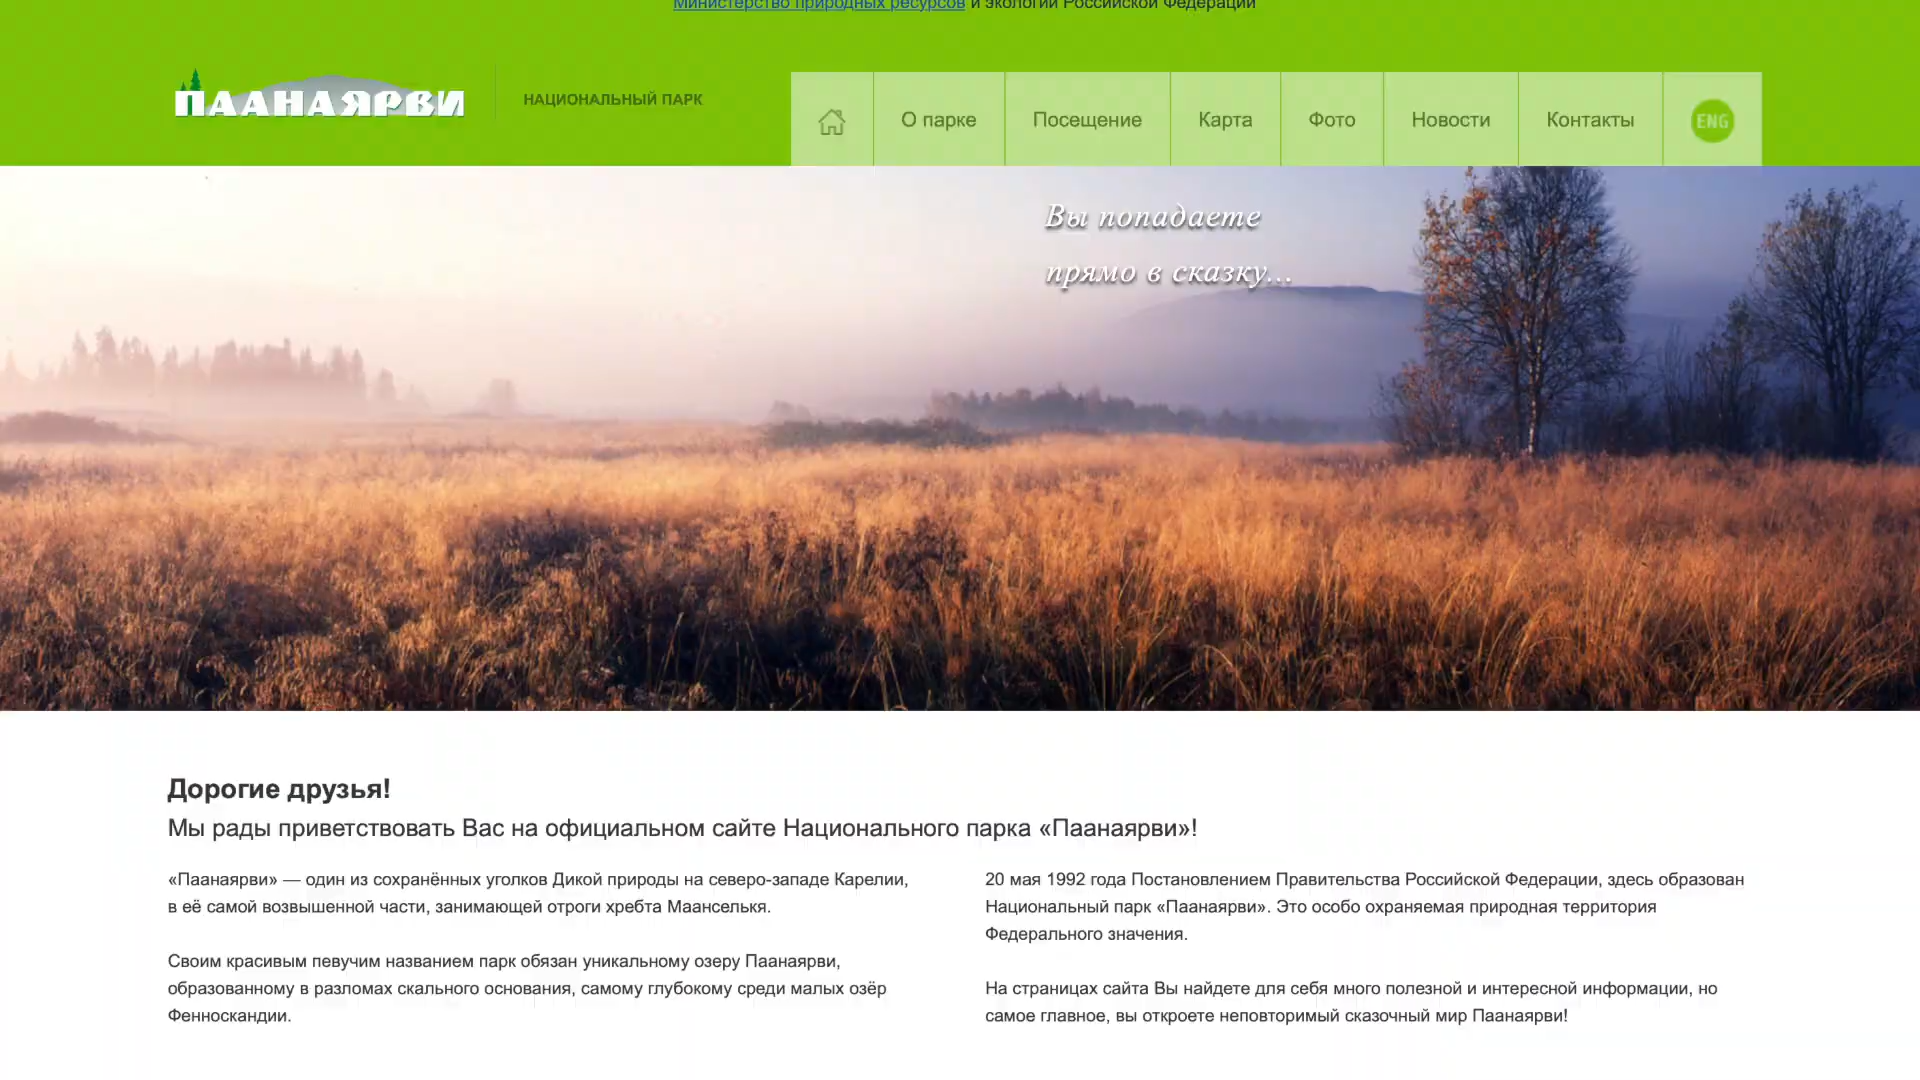 Министерство природных ресурсов и экологии Российской Федерации
ПААНАЯРВИ
НАЦИОНАЛЬНЫЙ ПАРК
О парке
Посещение
Карта
Фото
Новости
Контакты
ENG
Вы попадаете
прямо в сказку...
Дорогие друзья!
Мы рады приветствовать Вас на официальном сайте Национального парка «Паанаярви»!
«Паанаярви» — один из сохранённых уголков Дикой природы на северо-западе Карелии,
в её самой возвышенной части, занимающей отроги хребта Маанселькя.
Своим красивым певучим названием парк обязан уникальному озеру Паанаярви,
образованному в разломах скального основания, самому глубокому среди малых озёр
Фенноскандии.
20 мая 1992 года Постановлением Правительства Российской Федерации, здесь образован
Национальный парк «Паанаярви». Это особо охраняемая природная территория
Федерального значения.
На страницах сайта Вы найдете для себя много полезной и интересной информации, но
самое главное, вы откроете неповторимый сказочный мир Паанаярви!